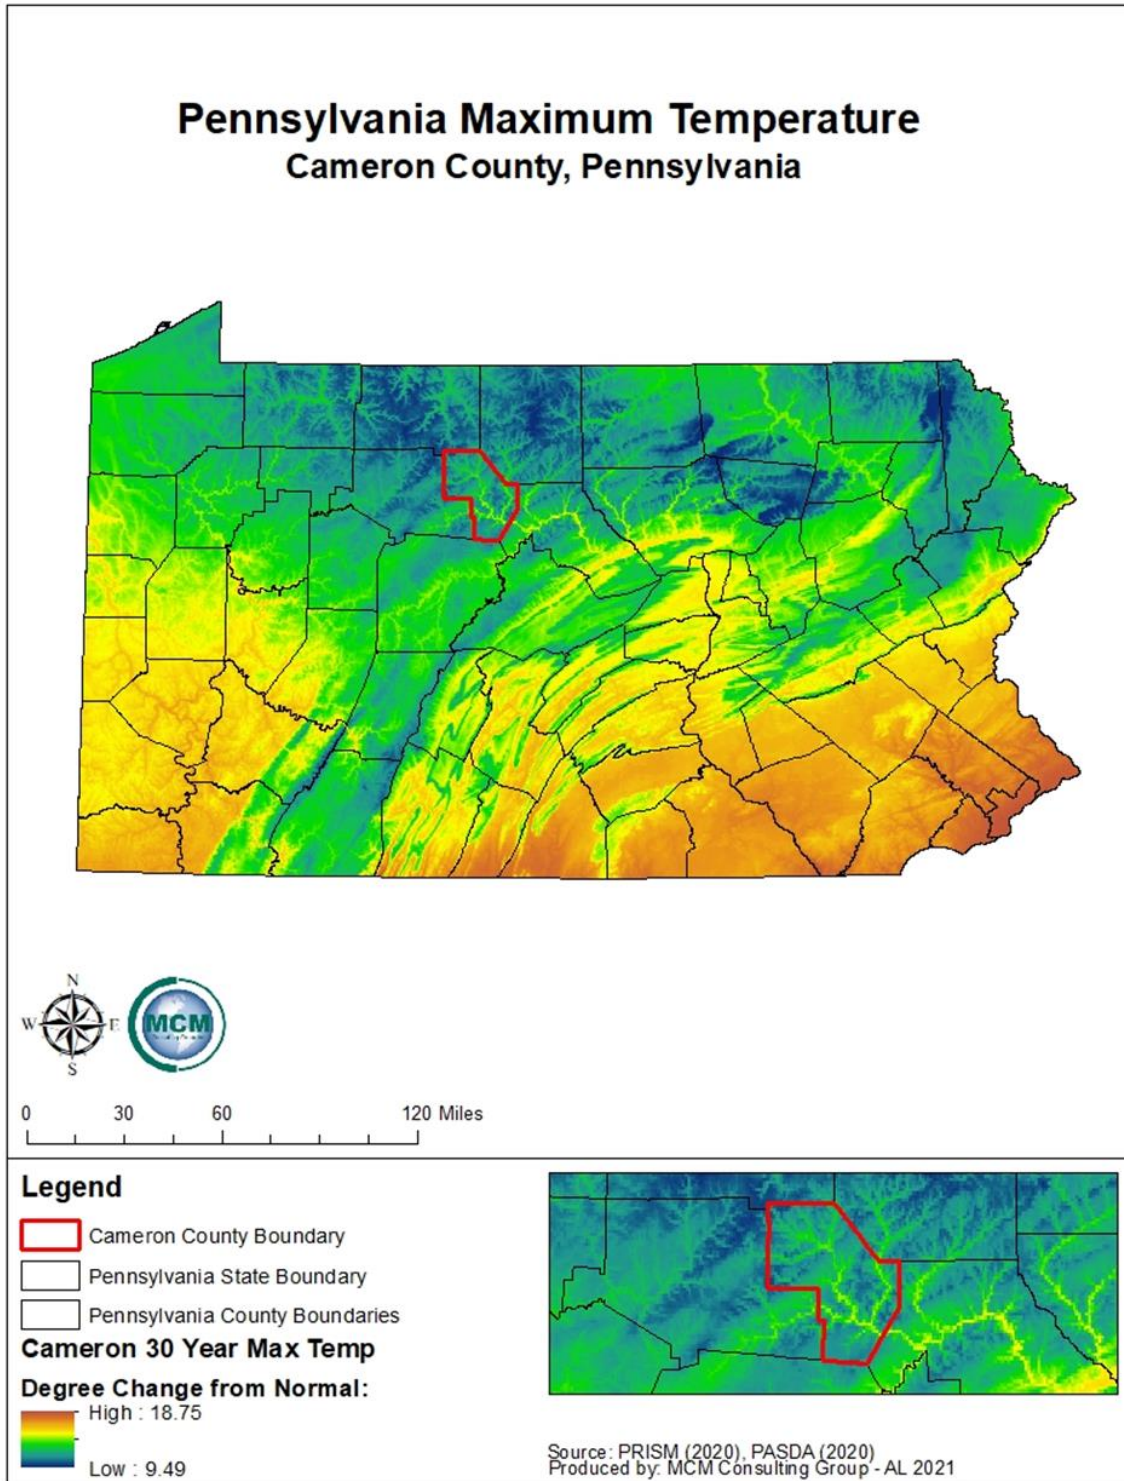 Pennsylvania Maximum Temperature
Cameron County, Pennsylvania
N
W E
S
MCM
0 30 60 120 Miles
Legend
Cameron County Boundary
Pennsylvania State Boundary
Pennsylvania County Boundaries
Cameron 30 Year Max Temp
Degree Change from Normal:
High : 18.75
Low : 9.49
Source: PRISM (2020), PASDA (2020)
Produced by: MCM Consulting Group - AL 2021